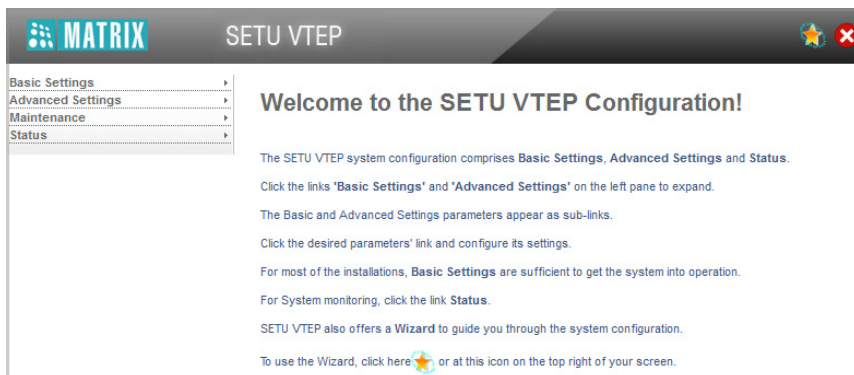 MATRIX SETU VTEP
Basic Settings
Advanced Settings
Maintenance
Status
Welcome to the SETU VTEP Configuration!
The SETU VTEP system configuration comprises Basic Settings, Advanced Settings and Status.
Click the links 'Basic Settings' and 'Advanced Settings' on the left pane to expand.
The Basic and Advanced Settings parameters appear as sub-links.
Click the desired parameters' link and configure its settings.
For most of the installations, Basic Settings are sufficient to get the system into operation.
For System monitoring, click the link Status.
SETU VTEP also offers a Wizard to guide you through the system configuration.
To use the Wizard, click here or at this icon on the top right of your screen.